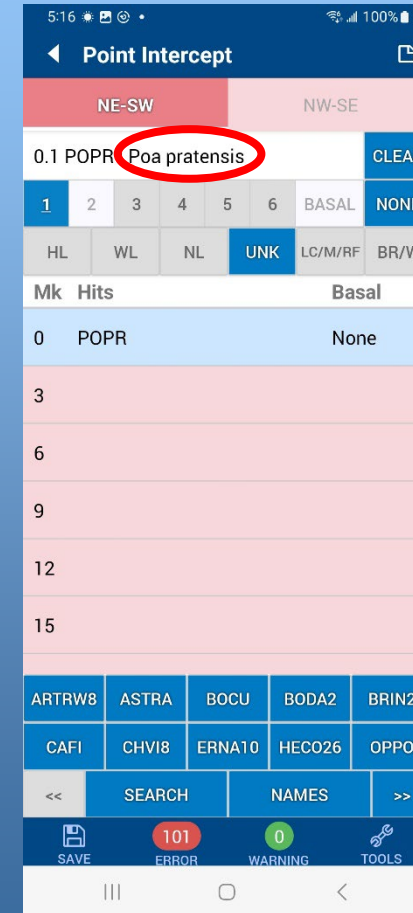 5:16 100%
Point Intercept
NE-SW NW-SE
0.1 POPR Poa pratensis CLEA
1 2 3 4 5 6 BASAL NON
HL WL NL UNK LC/M/RF BR/W
Mk Hits Basal
0 POPR None
3
6
9
12
15
ARTRW8 ASTRA BOCU BODA2 BRIN2
CAFI CHVI8 ERNA10 HECO26 OPPO
<< SEARCH NAMES >>
101 0
SAVE ERROR WARNING TOOLS